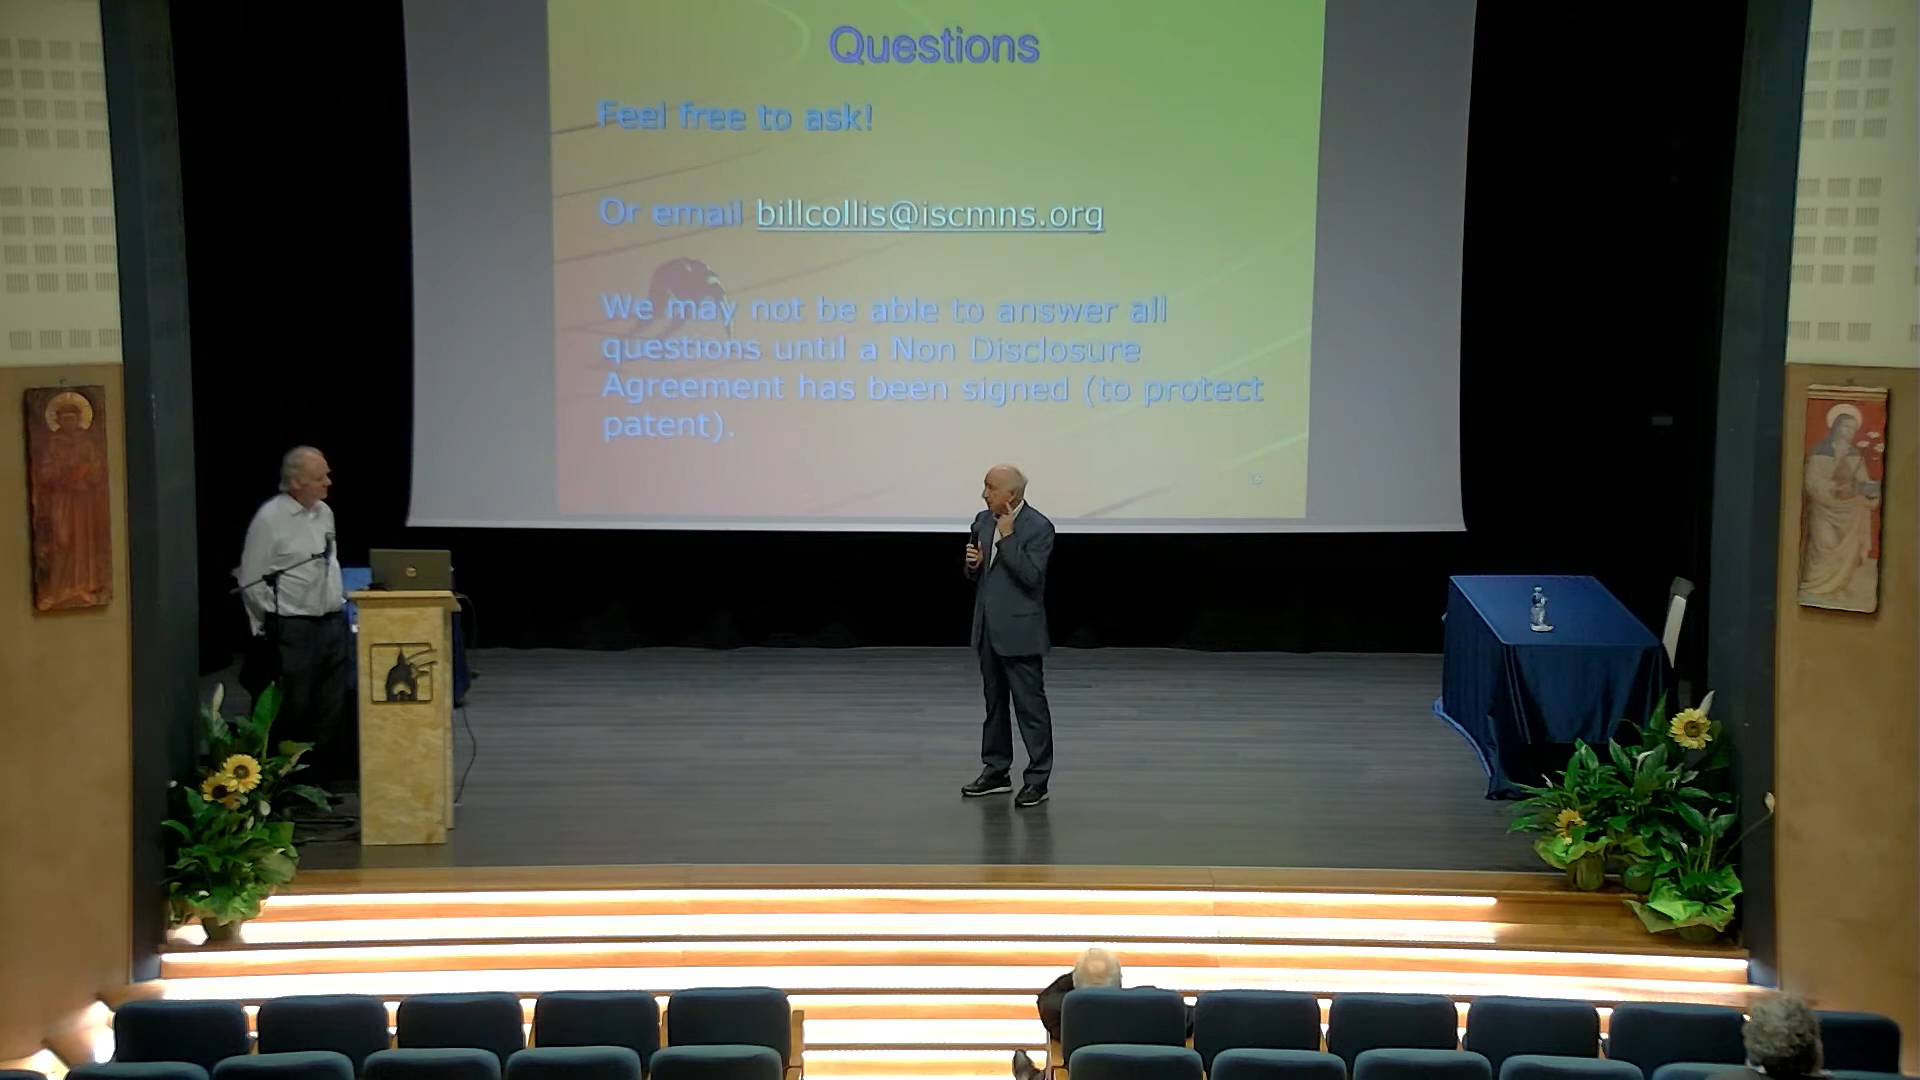 Questions
Feel free to ask!
Or email billcollis@iscmns.org
We may not be able to answer all
questions until a Non Disclosure
Agreement has been signed (to protect
patent).